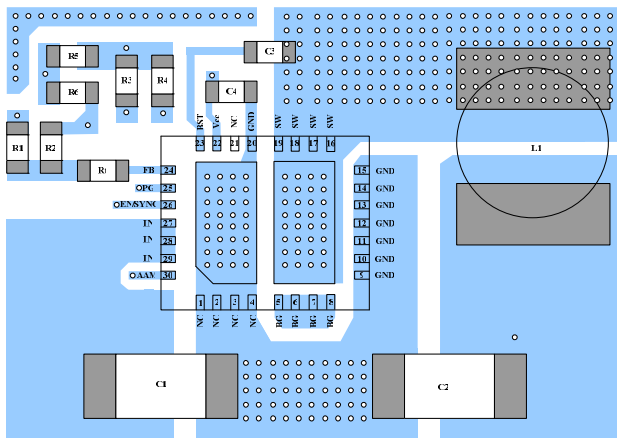 C3
R5
R3
R4
R6
C4
BST
Vcc
NC
GND
SW
SW
SW
SW
23
22
21
20
19
18
17
16
R1
R2
L1
Rt
FB
24
15
GND
PG
25
14
GND
EN/SYNC
26
13
GND
IN
27
12
GND
IN
28
11
GND
IN
29
10
GND
AAM
30
GND
1
2
3
4
6
7
8
NC
NC
NC
NC
BG
BG
BG
BG
C1
C2